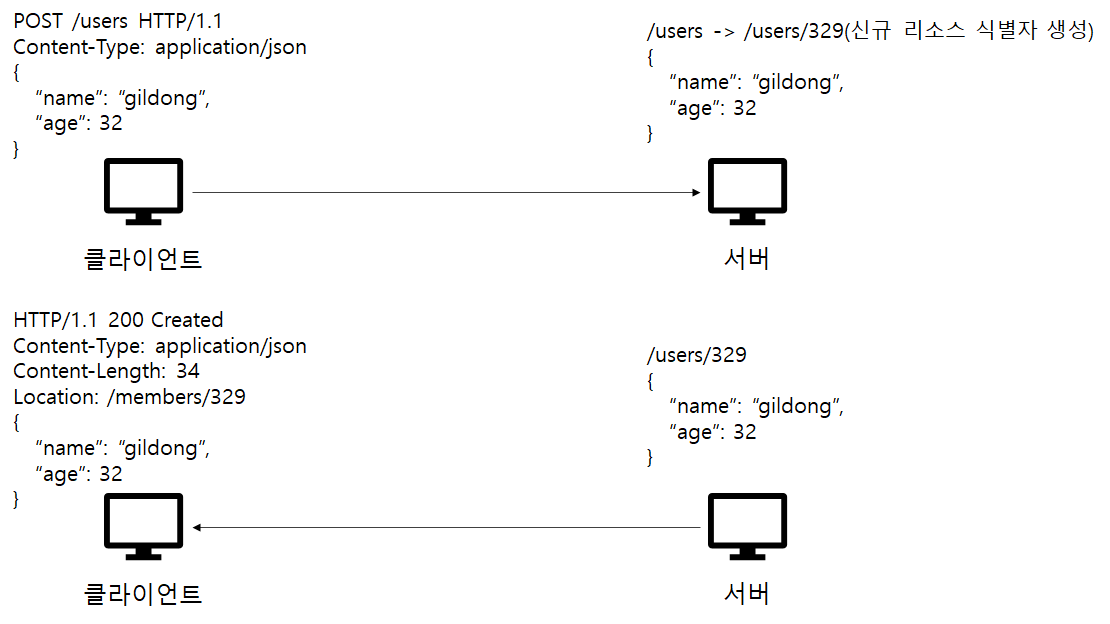 POST /users HTTP/1.1
Content-Type: application/json
{
“name”: “gildong”,
“age”: 32
}
클라이언트
/users -> /users/329(신규 리소스 식별자 생성)
{
“name”: “gildong”,
“age”: 32
}
서버
HTTP/1.1 200 Created
Content-Type: application/json
Content-Length: 34
Location: /members/329
{
“name”: “gildong”,
“age”: 32
}
클라이언트
/users/329
{
“name”: “gildong”,
“age”: 32
}
서버